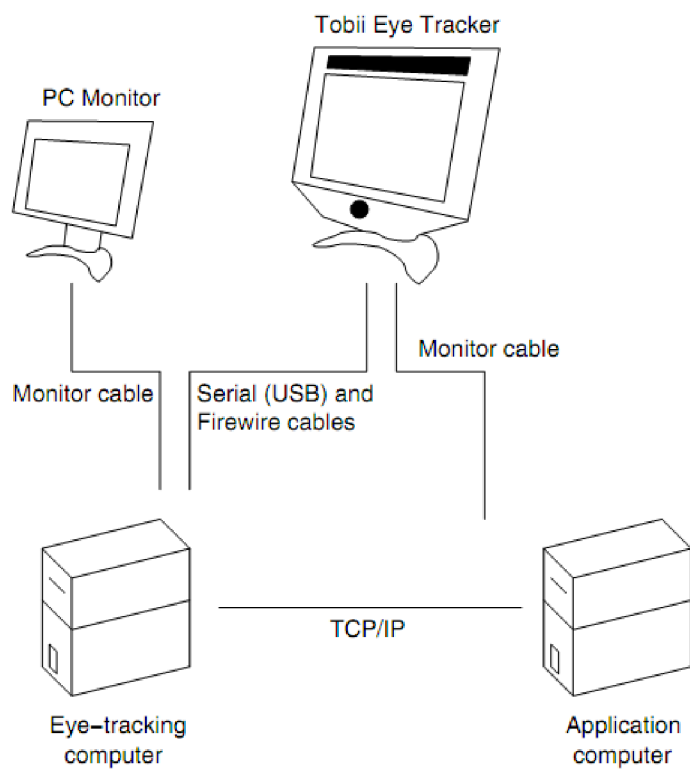 Tobii Eye Tracker
PC Monitor
Monitor cable
Monitor cable
Serial (USB) and
Firewire cables
TCP/IP
Eye-tracking
computer
Application
computer